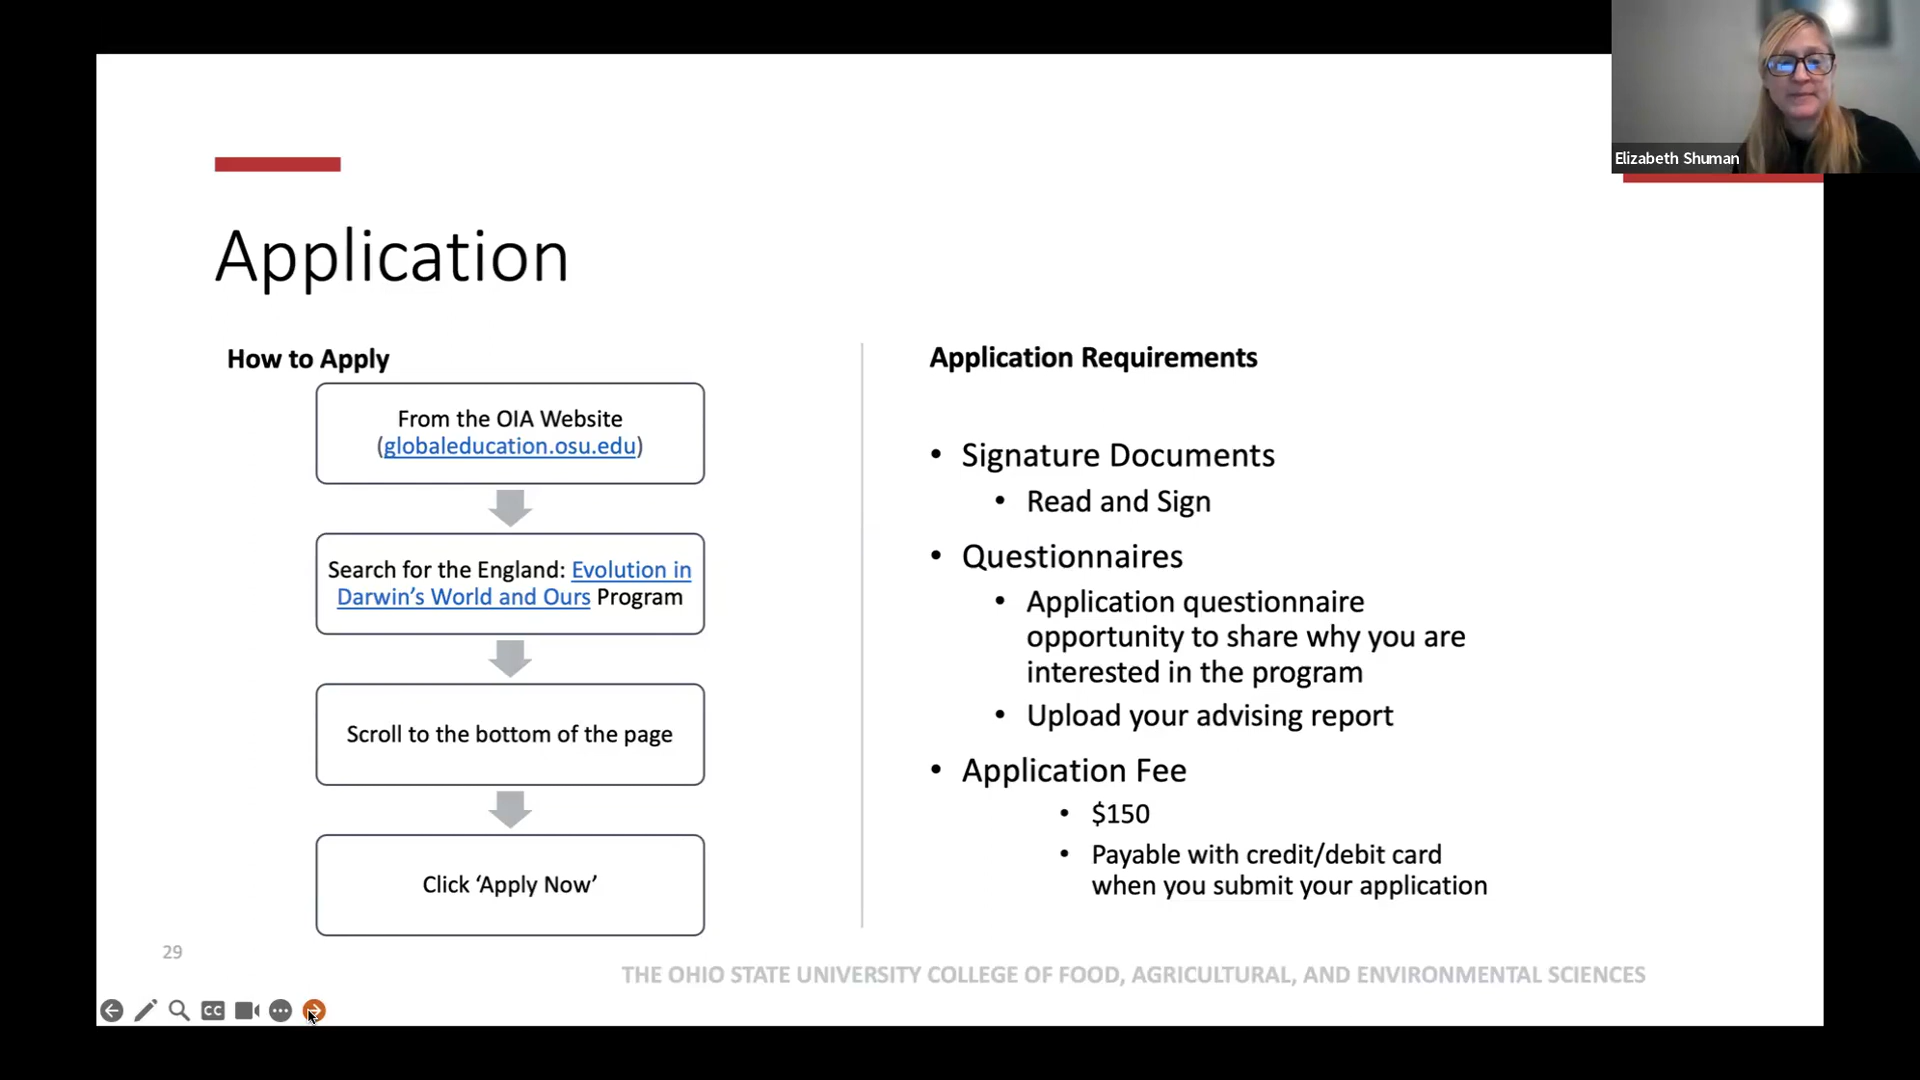 Elizabeth Shuman
Application
How to Apply
From the OIA Website
(globaleducation.osu.edu)
Search for the England: Evolution in
Darwin’s World and Ours Program
Scroll to the bottom of the page
Click ‘Apply Now’
Application Requirements
• Signature Documents
• Read and Sign
• Questionnaires
• Application questionnaire
opportunity to share why you are
interested in the program
• Upload your advising report
• Application Fee
• $150
• Payable with credit/debit card
when you submit your application
29
THE OHIO STATE UNIVERSITY COLLEGE OF FOOD, AGRICULTURAL, AND ENVIRONMENTAL SCIENCES
CC